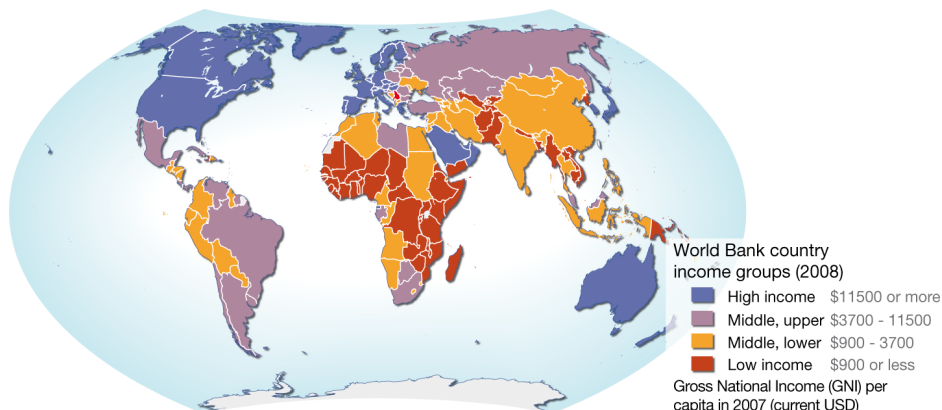 World Bank country
income groups (2008)
High income $11500 or more
Middle, upper $3700 - 11500
Middle, lower $900 - 3700
Low income $900 or less
Gross National Income (GNI) per
capita in 2007 (current USD)